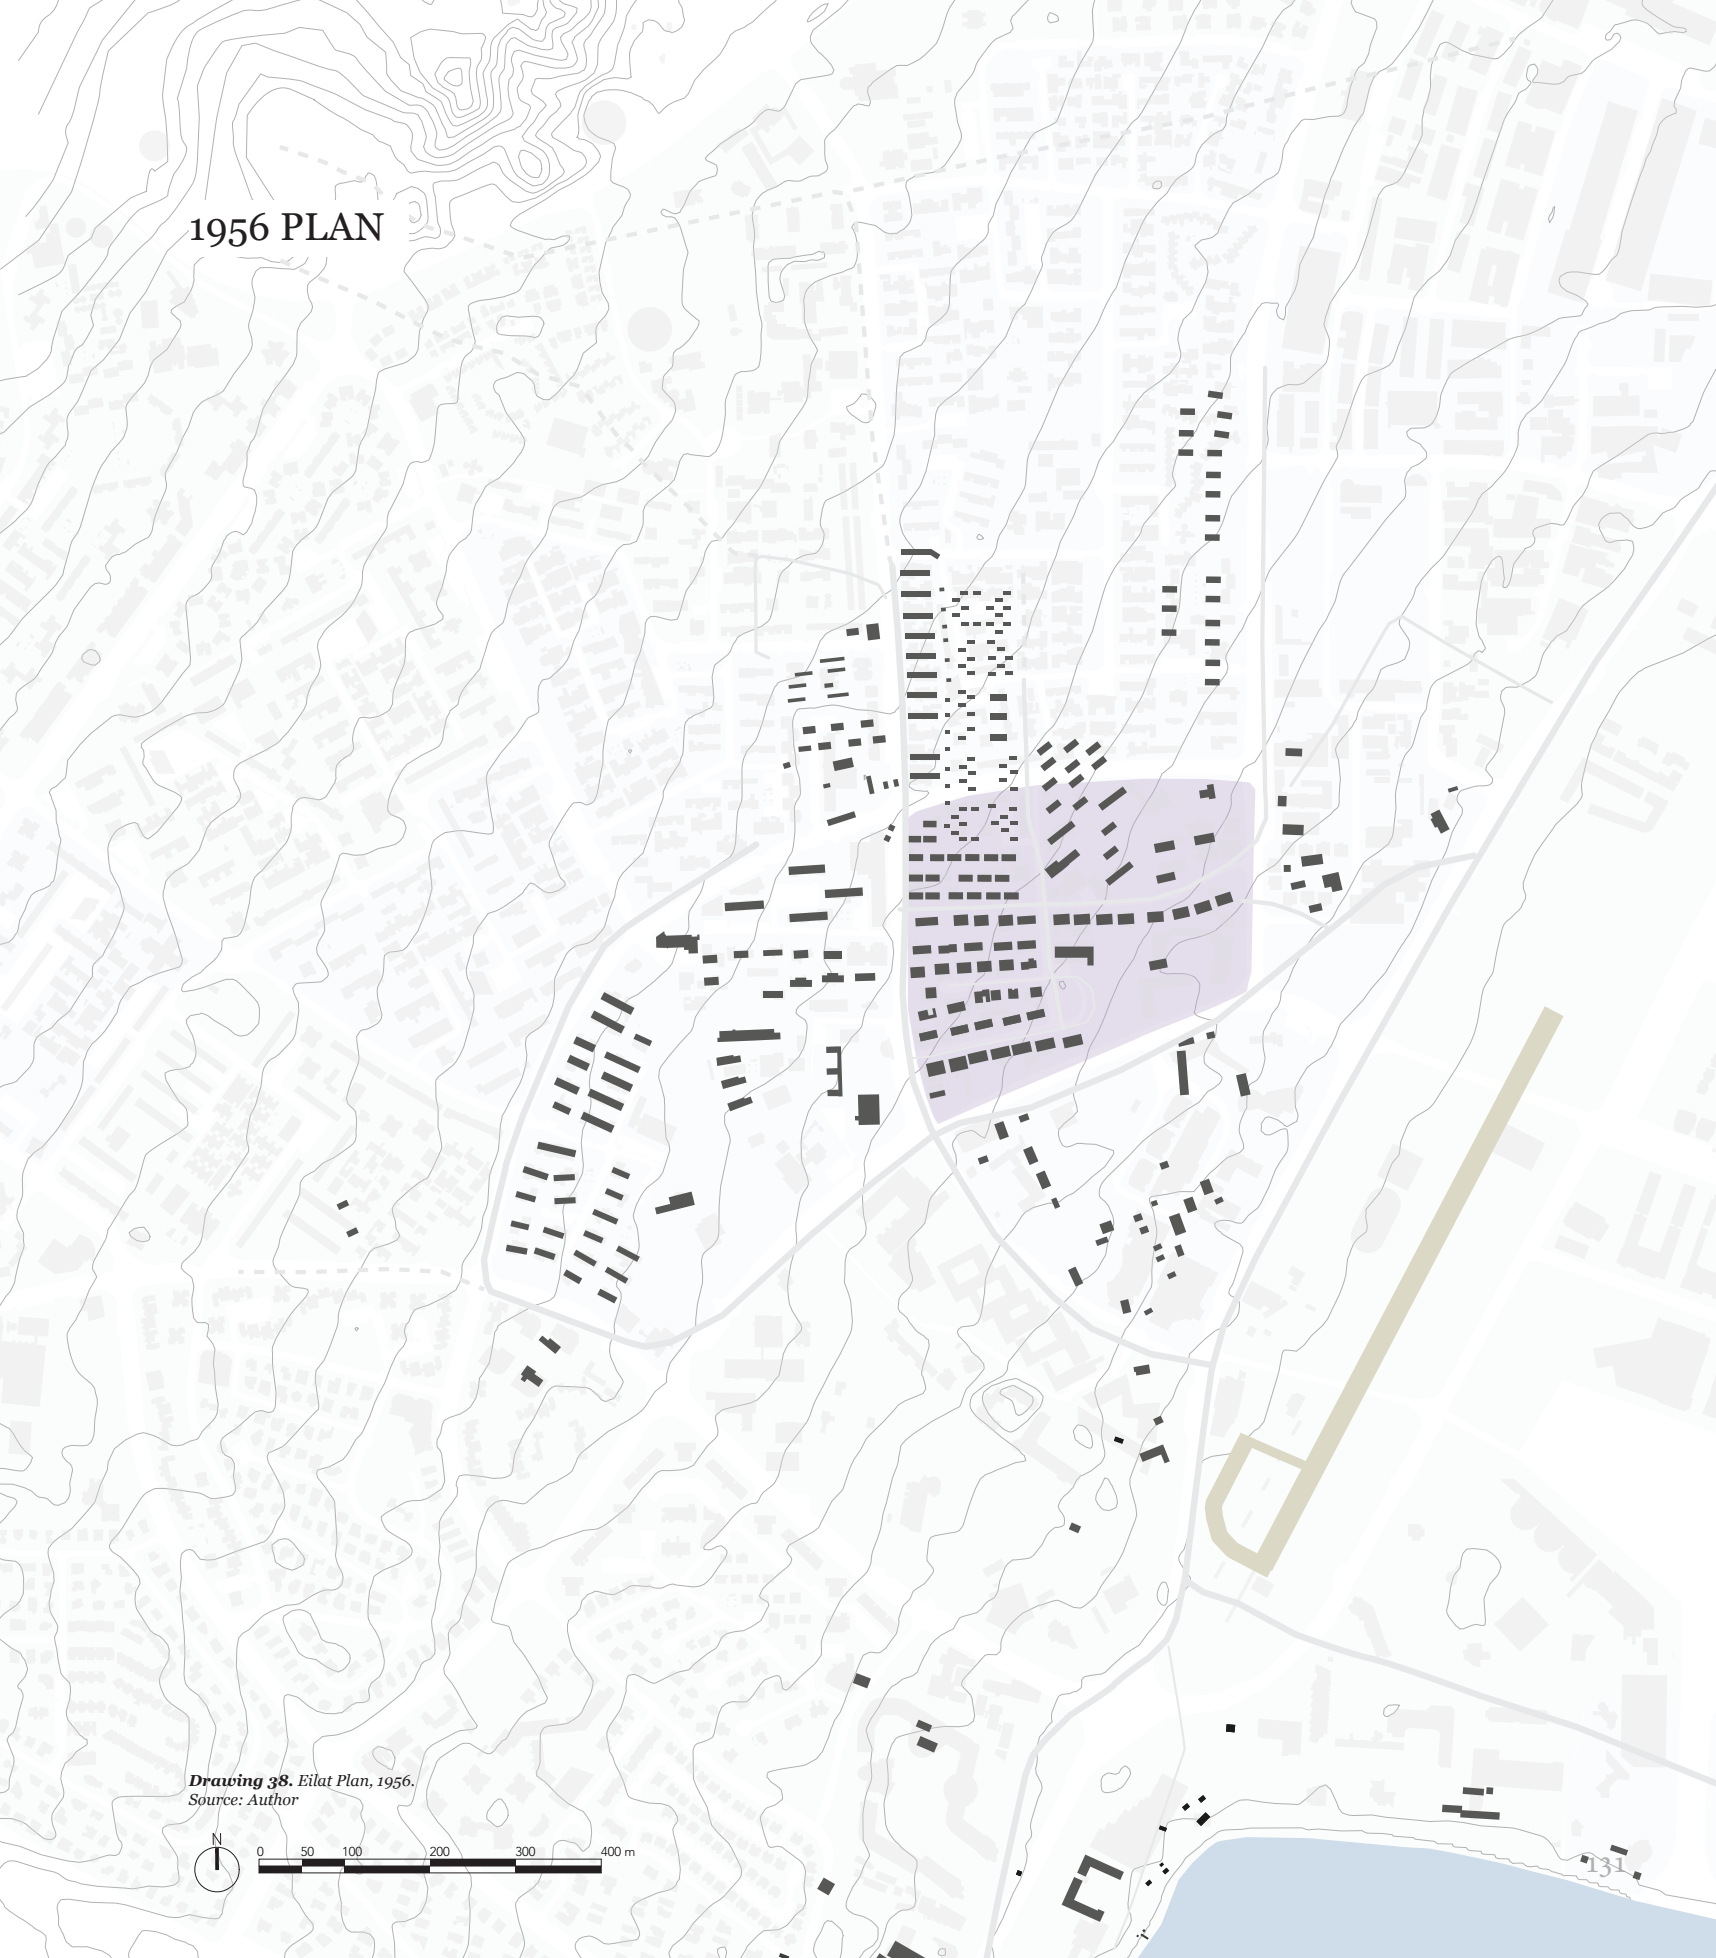 1956 PLAN
Drawing 38. Eilat Plan, 1956.
Source: Author
N
0 50 100 200 300 400 m
131